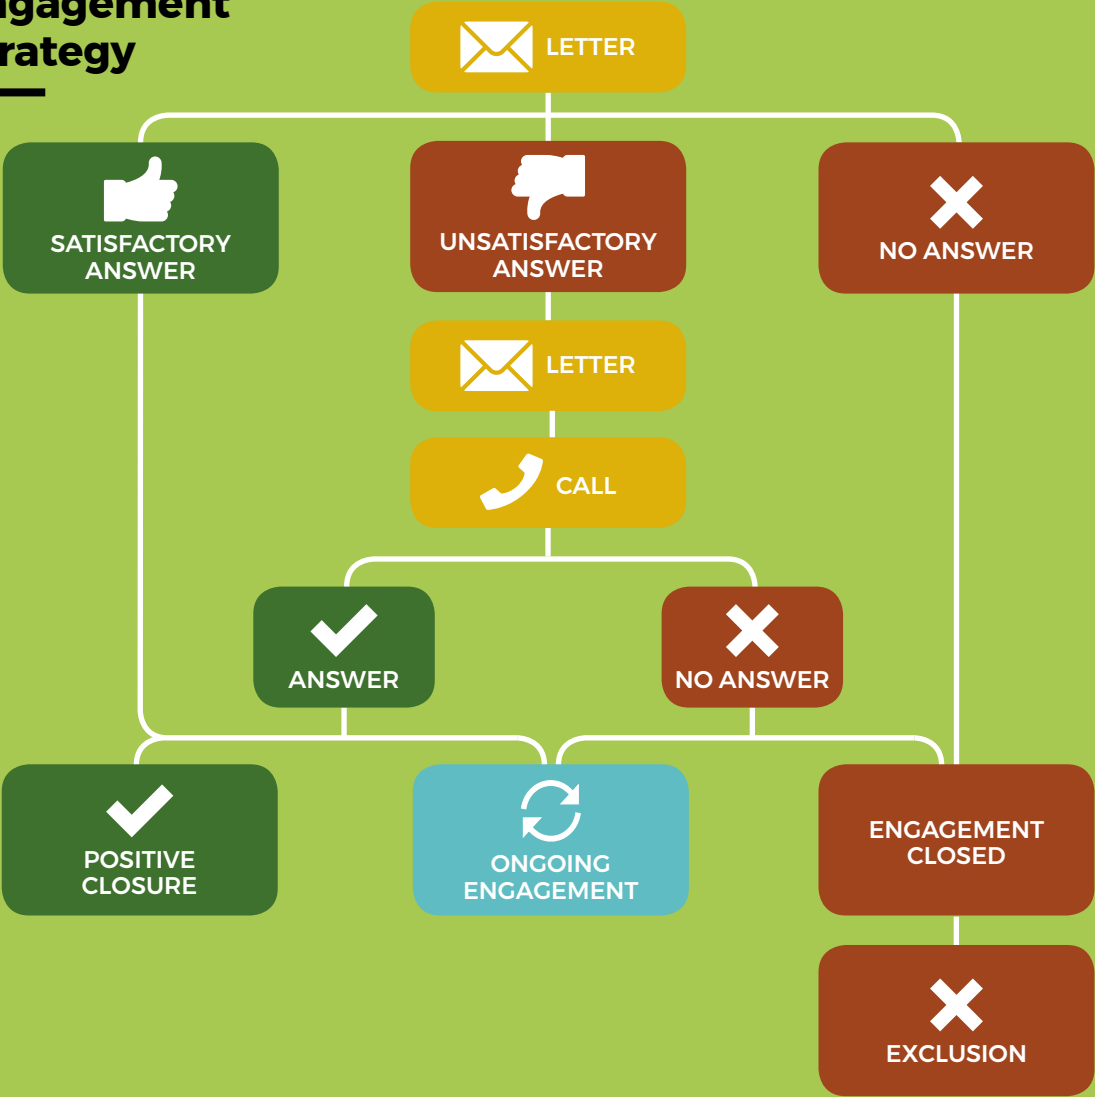 ngagement
rategy
LETTER
SATISFACTORY
ANSWER
UNSATISFACTORY
ANSWER
NO ANSWER
LETTER
CALL
ANSWER
NO ANSWER
POSITIVE
CLOSURE
ONGOING
ENGAGEMENT
ENGAGEMENT
CLOSED
EXCLUSION